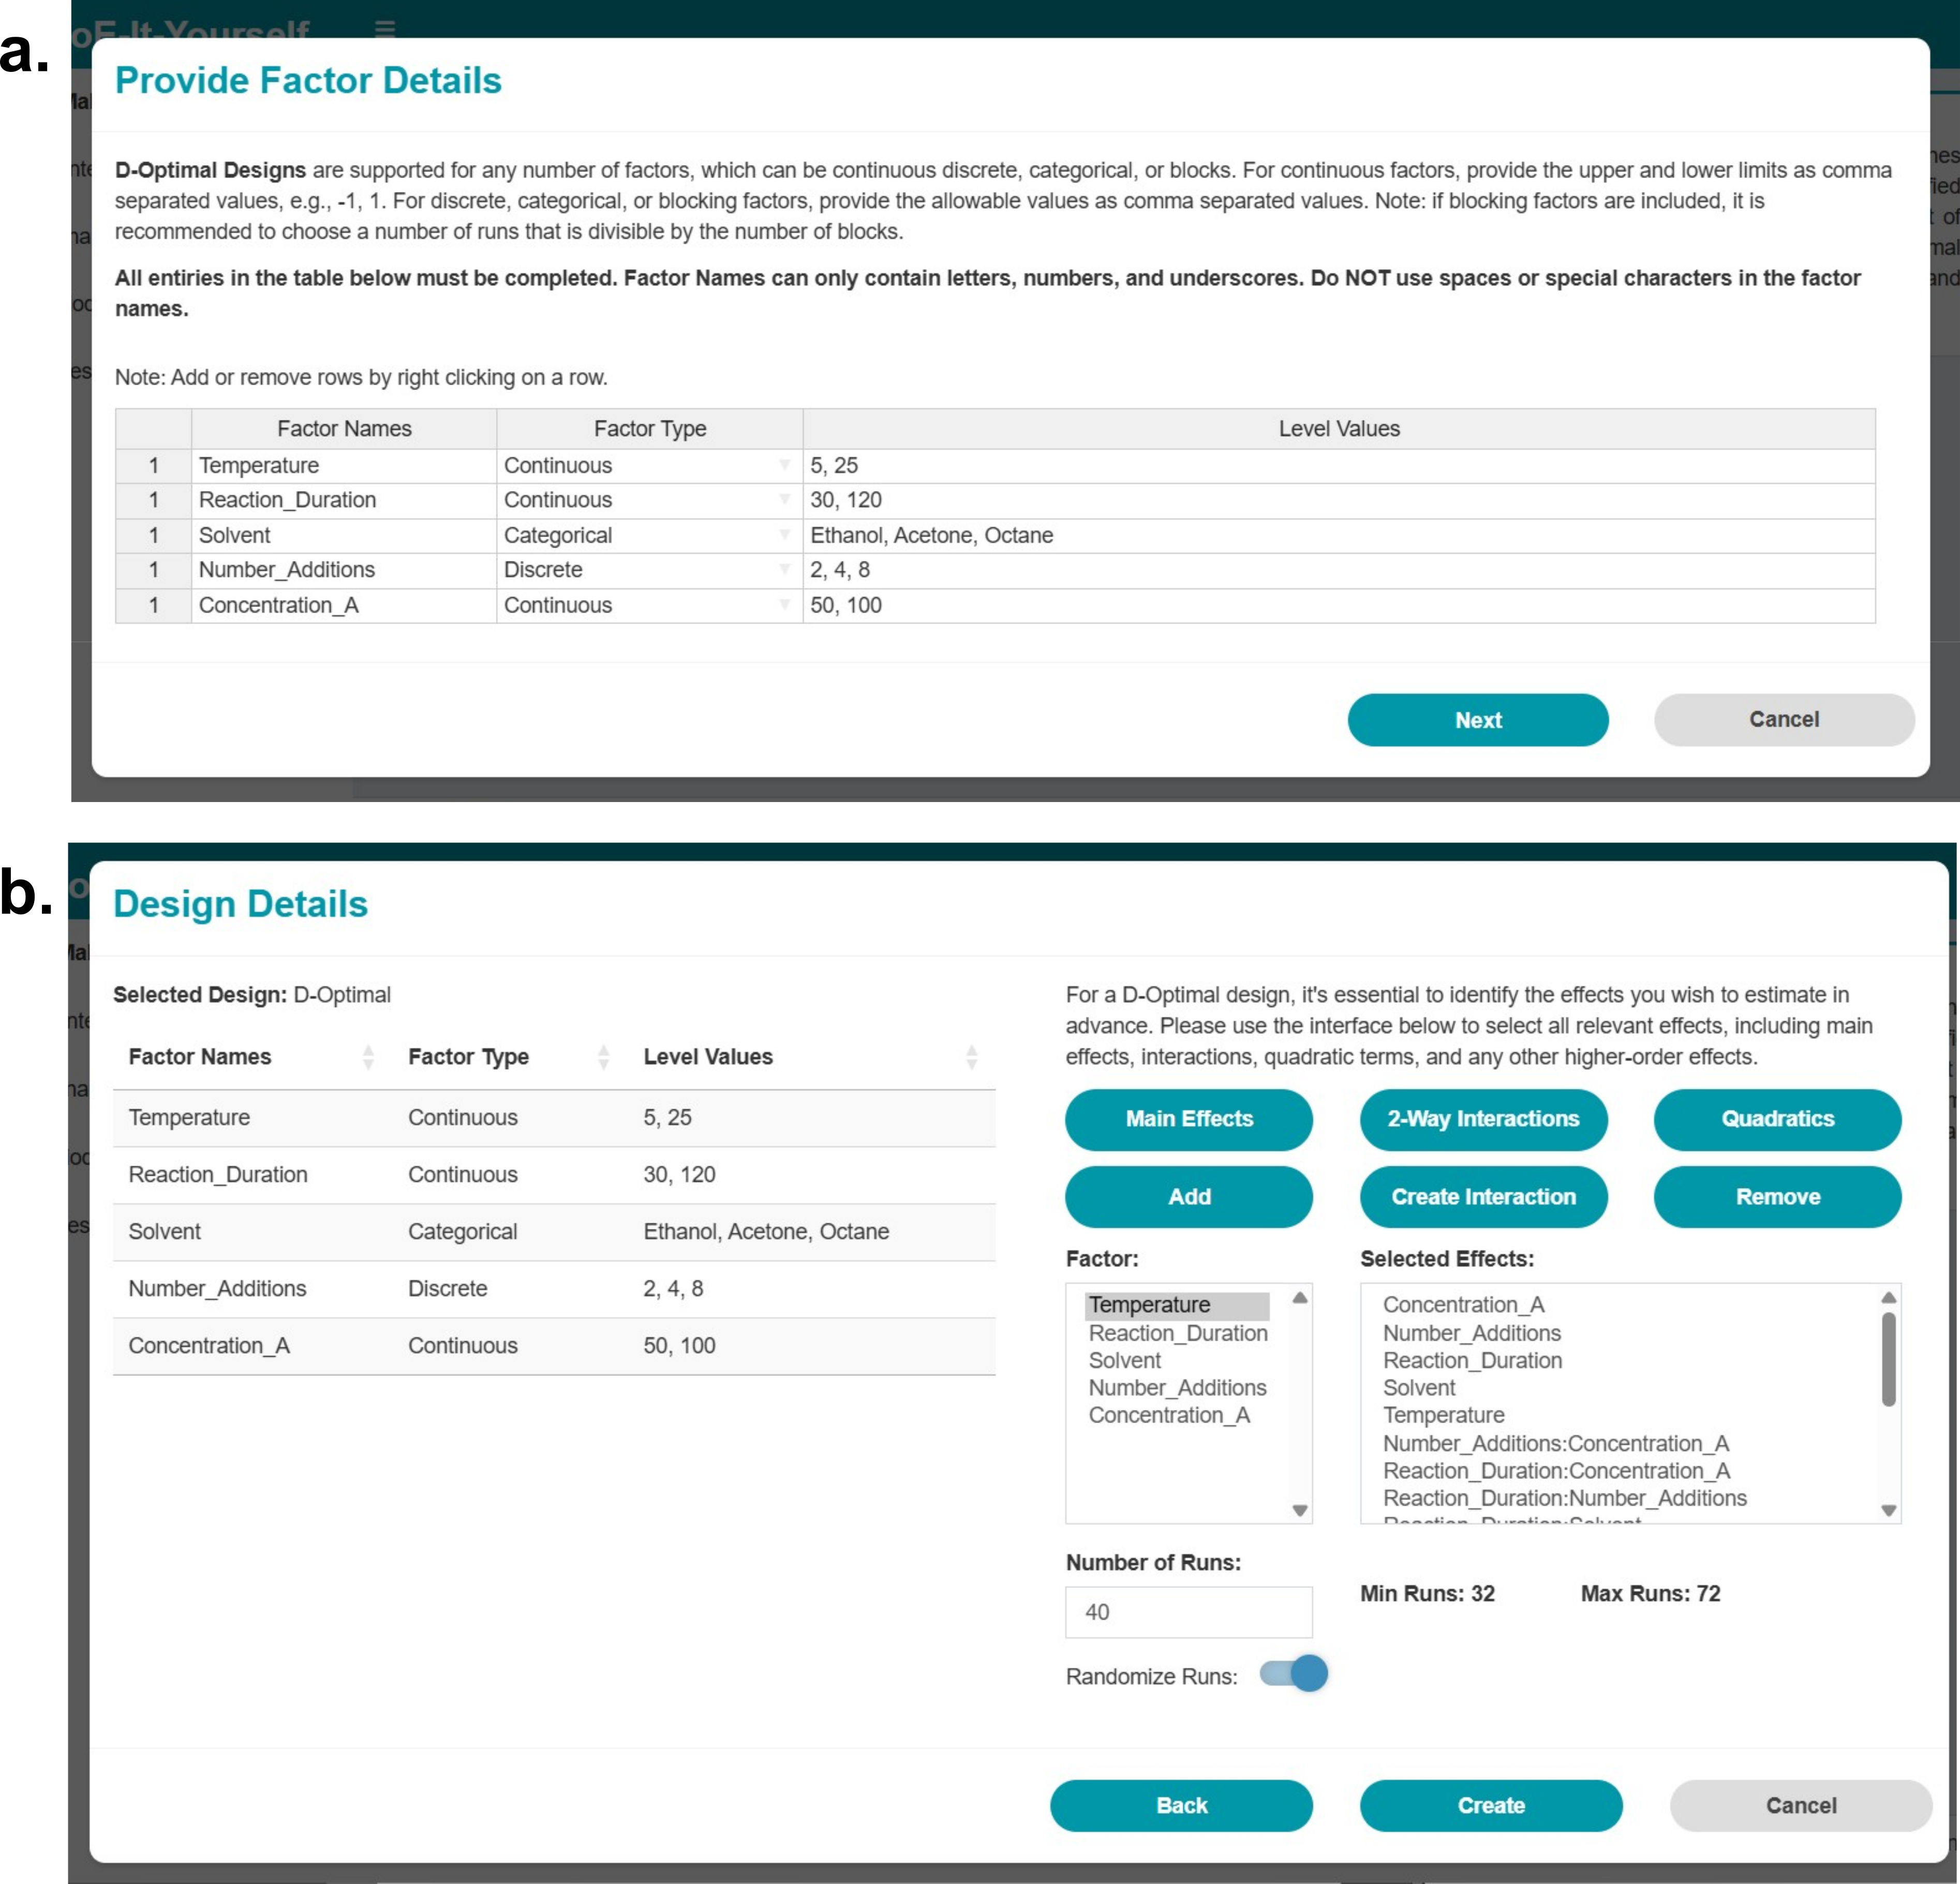 a.
oE-It-Yourself
Provide Factor Details
D-Optimal Designs are supported for any number of factors, which can be continuous discrete, categorical, or blocks. For continuous factors, provide the upper and lower limits as comma
separated values, e.g., -1, 1. For discrete, categorical, or blocking factors, provide the allowable values as comma separated values. Note: if blocking factors are included, it is
recommended to choose a number of runs that is divisible by the number of blocks.
All entiries in the table below must be completed. Factor Names can only contain letters, numbers, and underscores. Do NOT use spaces or special characters in the factor
names.
Note: Add or remove rows by right clicking on a row.
Factor Names Factor Type Level Values
1 Temperature Continuous 5, 25
1 Reaction_Duration Continuous 30, 120
1 Solvent Categorical Ethanol, Acetone, Octane
1 Number_Additions Discrete 2, 4, 8
1 Concentration_A Continuous 50, 100
Next Cancel
b.
Design Details
Selected Design: D-Optimal
Factor Names Factor Type Level Values
Temperature Continuous 5, 25
Reaction_Duration Continuous 30, 120
Solvent Categorical Ethanol, Acetone, Octane
Number_Additions Discrete 2, 4, 8
Concentration_A Continuous 50, 100
For a D-Optimal design, it's essential to identify the effects you wish to estimate in
advance. Please use the interface below to select all relevant effects, including main
effects, interactions, quadratic terms, and any other higher-order effects.
Main Effects 2-Way Interactions Quadratics
Add Create Interaction Remove
Factor:
Temperature
Reaction_Duration
Solvent
Number_Additions
Concentration_A
Selected Effects:
Concentration_A
Number_Additions
Reaction_Duration
Solvent
Temperature
Number_Additions:Concentration_A
Reaction_Duration:Concentration_A
Reaction_Duration:Number_Additions
Reaction_Duration:Solvent
Number of Runs:
40
Min Runs: 32 Max Runs: 72
Randomize Runs:
Back Create Cancel